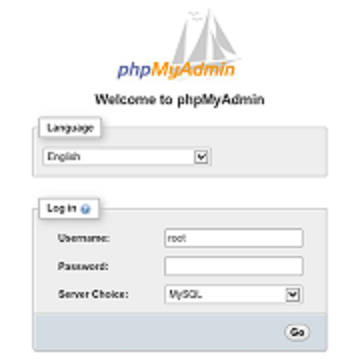 phpMyAdmin
Welcome to phpMyAdmin
Language
English
Log in
Username: root
Password:
Server Choice: MySQL
Go